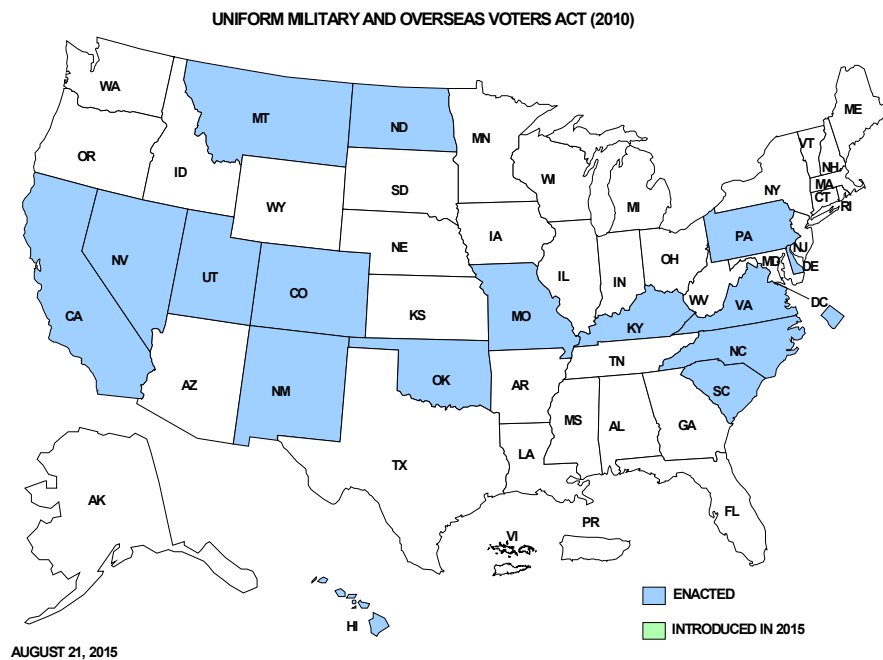 UNIFORM MILITARY AND OVERSEAS VOTERS ACT (2010)
WA
MT
ND
MN
ME
VT
NH
OR
ID
SD
WI
MI
NY
MA
CT
RI
WY
IA
NE
PA
NJ
NV
UT
CO
IL
IN
OH
MD
DE
CA
KS
MO
KY
WV
VA
DC
AZ
NM
OK
AR
TN
NC
SC
TX
LA
MS
AL
GA
AK
FL
VI
PR
HI
ENACTED
INTRODUCED IN 2015
AUGUST 21, 2015